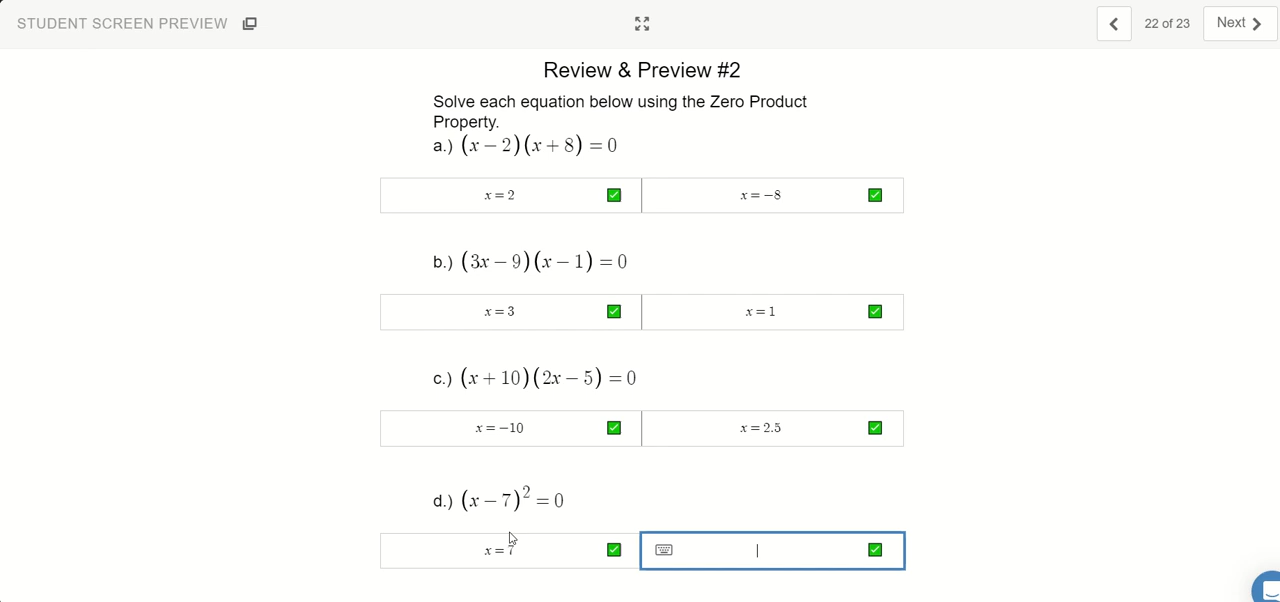 STUDENT SCREEN PREVIEW
22 of 23
Next
Review & Preview #2
Solve each equation below using the Zero Product
Property.
a.) (x − 2)(x + 8) = 0
x = 2
x = −8
b.) (3x − 9)(x − 1) = 0
x = 3
x = 1
c.) (x + 10)(2x − 5) = 0
x = −10
x = 2.5
d.) (x − 7)² = 0
x = 7